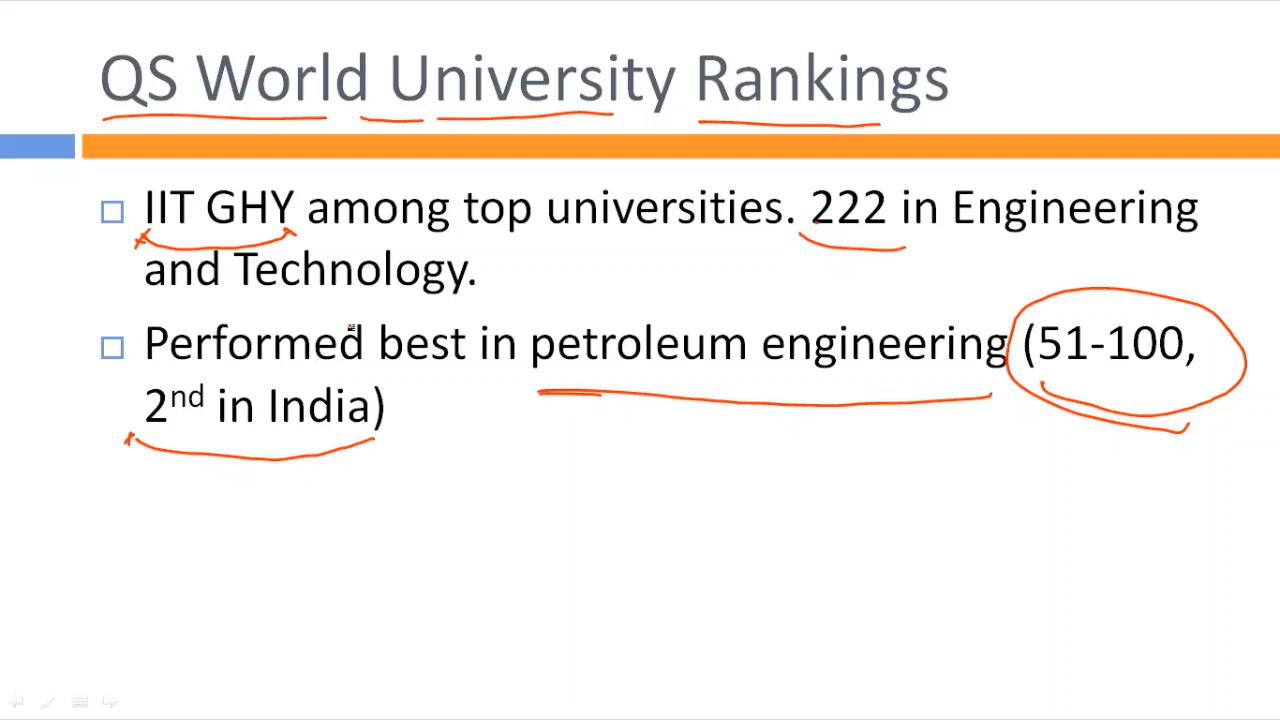 QS World University Rankings
IIT GHY among top universities. 222 in Engineering
and Technology.
Performed best in petroleum engineering (51-100,
2nd in India)